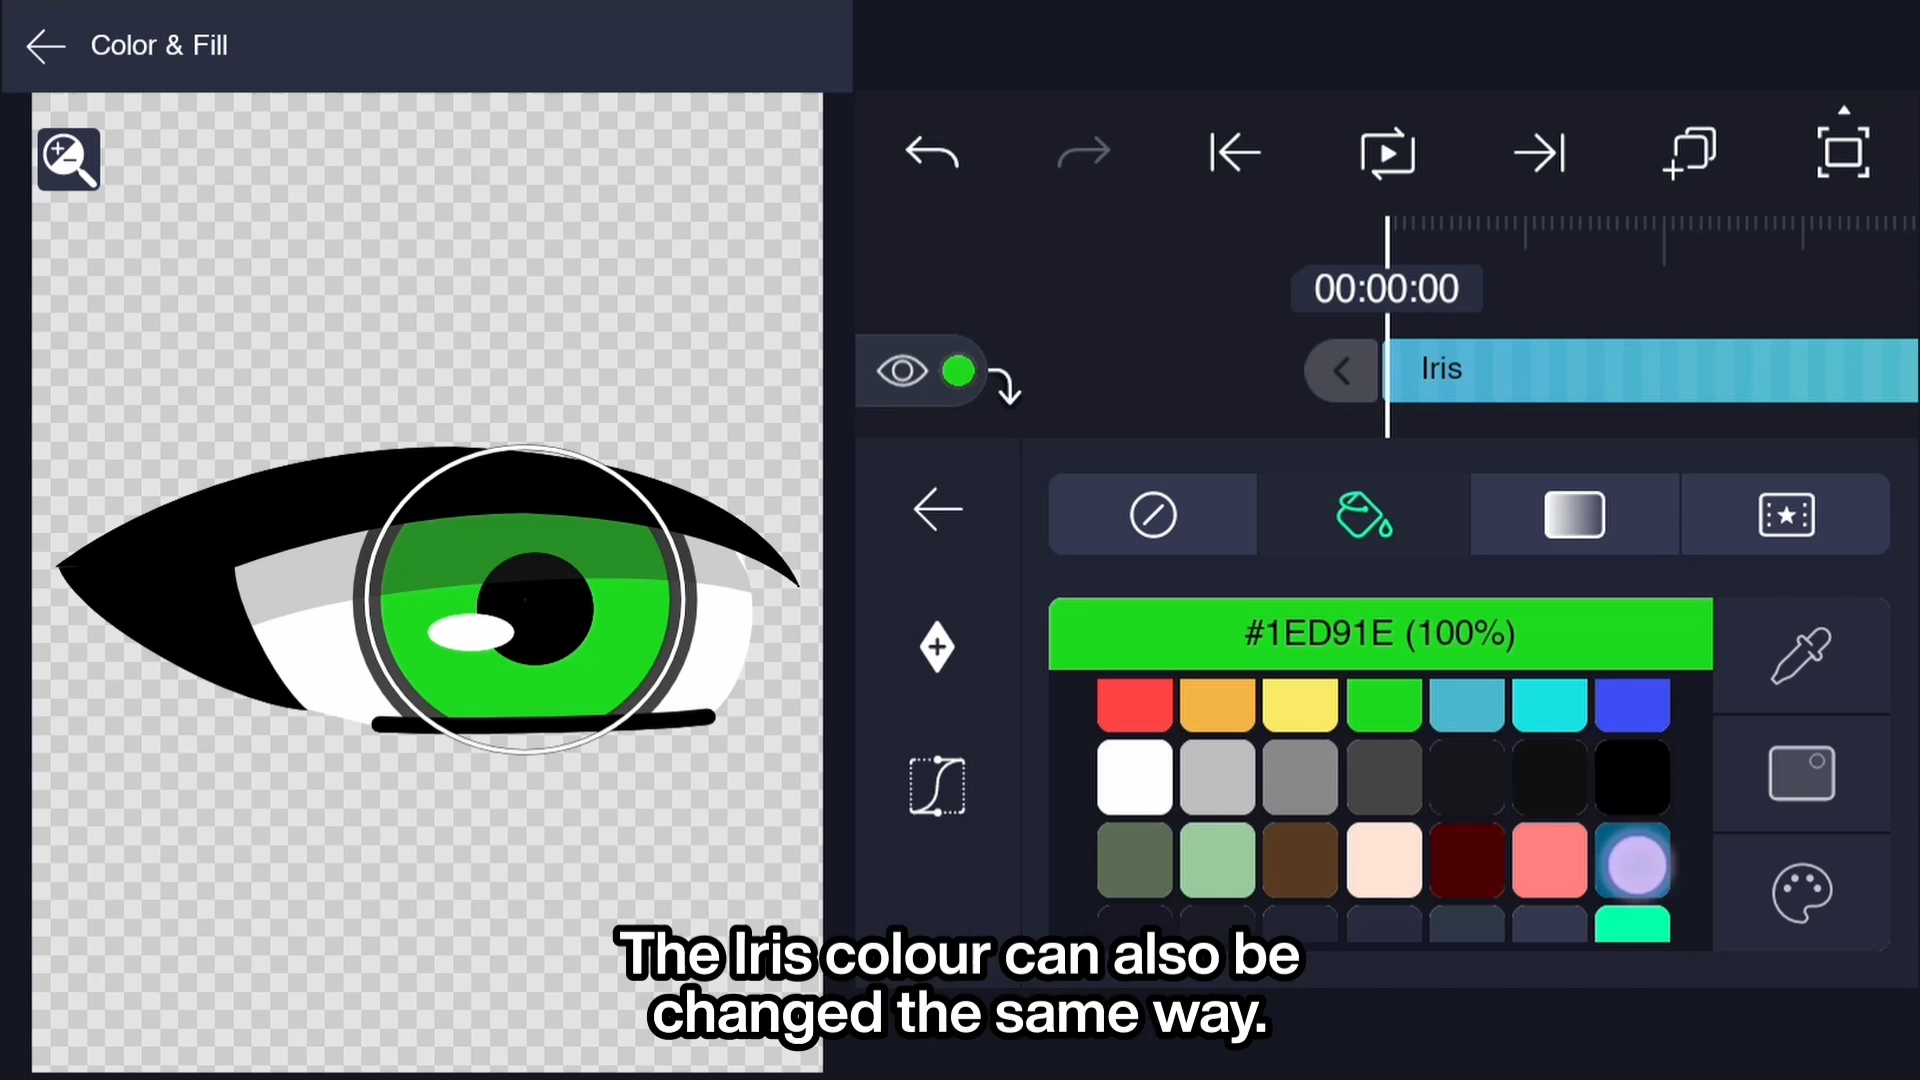 Color & Fill
00:00:00
Iris
#1ED91E (100%)
The Iris colour can also be
changed the same way.